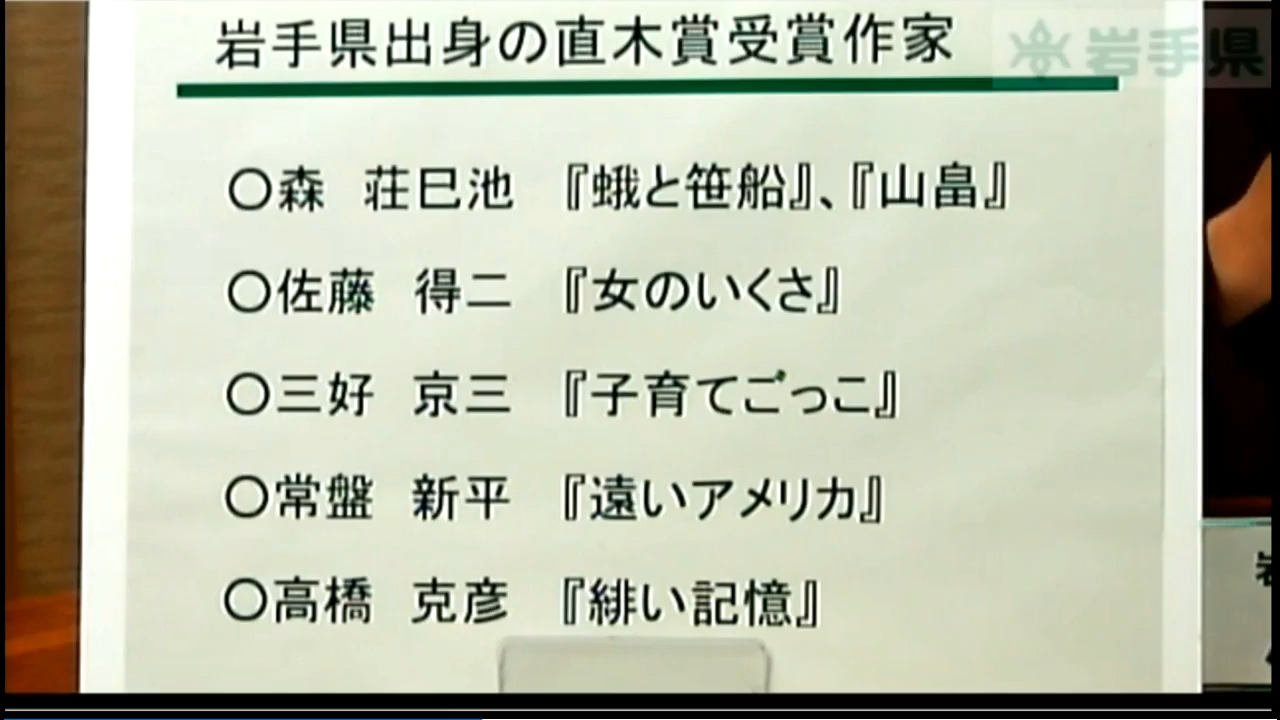 岩手県出身の直木賞受賞作家
岩手県
○森　荘巳池　『蛾と笹船』、『山畠』
○佐藤　得二　『女のいくさ』
○三好　京三　『子育てごっこ』
○常盤　新平　『遠いアメリカ』
○高橋　克彦　『緋い記憶』